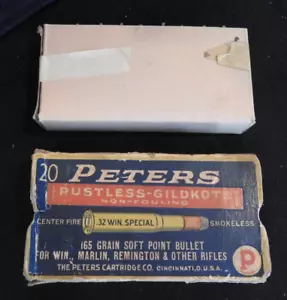 20 PETERS
RUSTLESS-GILDKOTE
NON-FOULING
CENTER FIRE 32 WIN. SPECIAL SMOKELESS
165 GRAIN SOFT POINT BULLET
FOR WIN., MARLIN, REMINGTON & OTHER RIFLES
THE PETERS CARTRIDGE CO. CINCINNATI, O. U.S.A.
P